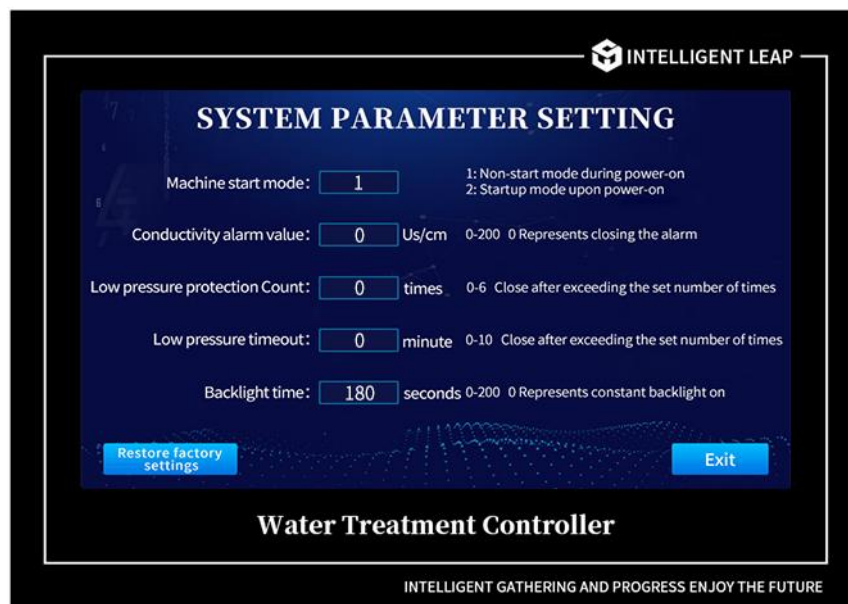 INTELLIGENT LEAP
SYSTEM PARAMETER SETTING
Machine start mode: 1 1: Non-start mode during power-on
2: Startup mode upon power-on
Conductivity alarm value: 0 Us/cm 0-200 0 Represents closing the alarm
Low pressure protection Count: 0 times 0-6 Close after exceeding the set number of times
Low pressure timeout: 0 minute 0-10 Close after exceeding the set number of times
Backlight time: 180 seconds 0-200 0 Represents constant backlight on
Restore factory
settings
Exit
Water Treatment Controller
INTELLIGENT GATHERING AND PROGRESS ENJOY THE FUTURE